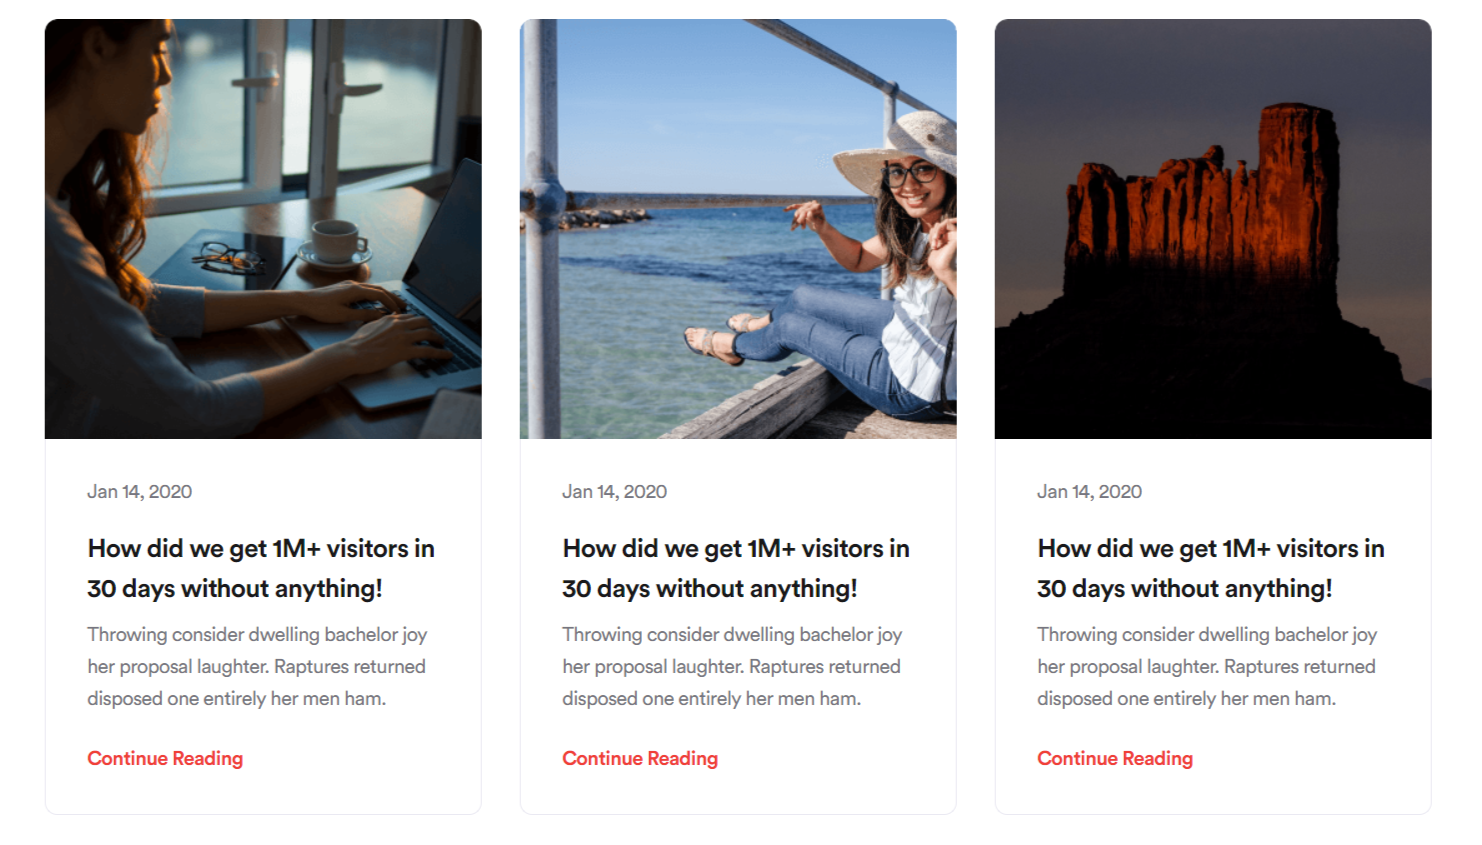 Jan 14, 2020
How did we get 1M+ visitors in
30 days without anything!
Throwing consider dwelling bachelor joy
her proposal laughter. Raptures returned
disposed one entirely her men ham.
Continue Reading
Jan 14, 2020
How did we get 1M+ visitors in
30 days without anything!
Throwing consider dwelling bachelor joy
her proposal laughter. Raptures returned
disposed one entirely her men ham.
Continue Reading
Jan 14, 2020
How did we get 1M+ visitors in
30 days without anything!
Throwing consider dwelling bachelor joy
her proposal laughter. Raptures returned
disposed one entirely her men ham.
Continue Reading